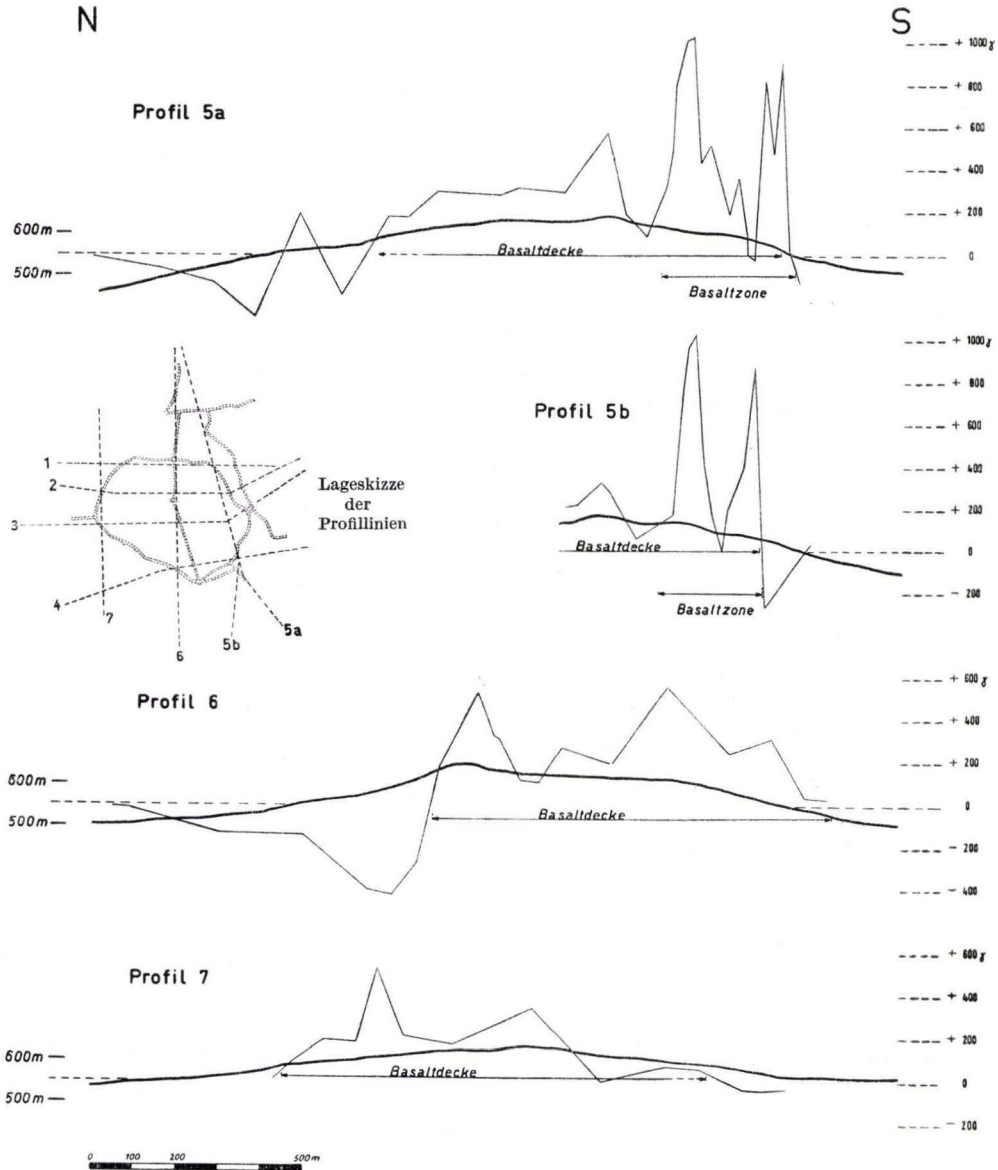 N S
Profil 5a
+ 1000 γ
+ 800
+ 600
+ 400
+ 200
0
600m
500m
Basaltdecke
Basaltzone
Profil 5b
+ 1000 γ
+ 800
+ 600
+ 400
+ 200
0
- 200
Basaltdecke
Basaltzone
1
2
3
4
7
6
5b
5a
Lageskizze
der
Profillinien
Profil 6
+ 600 γ
+ 400
+ 200
0
- 200
- 400
600m
500m
Basaltdecke
Profil 7
+ 600 γ
+ 400
+ 200
0
- 200
600m
500m
Basaltdecke
0 100 200 500m